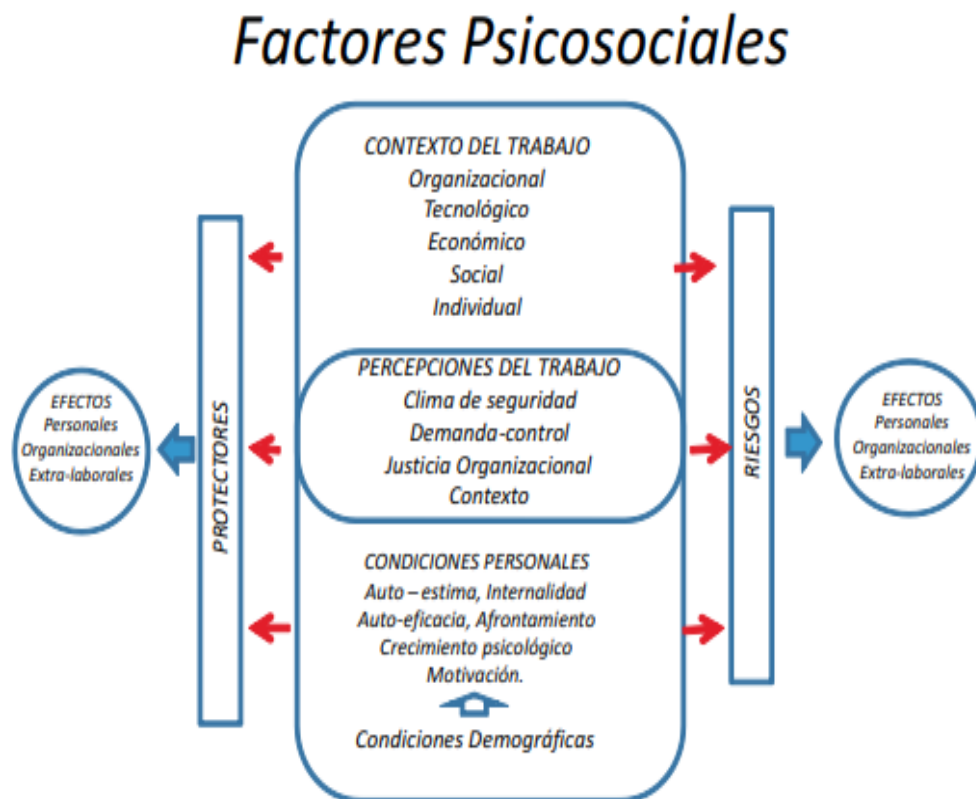 Factores Psicosociales
CONTEXTO DEL TRABAJO
Organizacional
Tecnológico
Económico
Social
Individual
PERCEPCIONES DEL TRABAJO
Clima de seguridad
Demanda-control
Justicia Organizacional
Contexto
CONDICIONES PERSONALES
Auto – estima, Internalidad
Auto-eficacia, Afrontamiento
Crecimiento psicológico
Motivación.
Condiciones Demográficas
PROTECTORES
EFECTOS
Personales
Organizacionales
Extra-laborales
RIESGOS
EFECTOS
Personales
Organizacionales
Extra-laborales